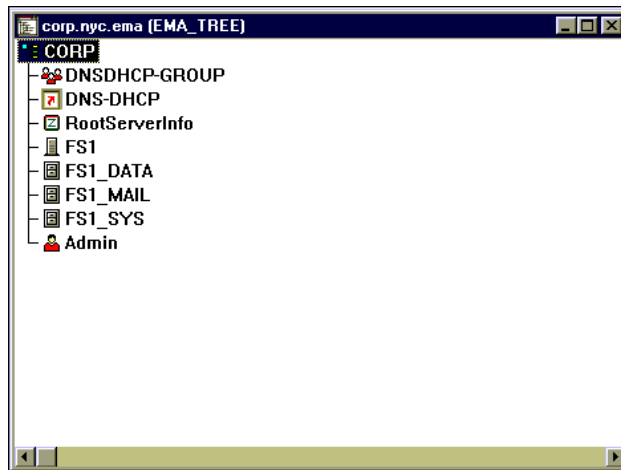 corp.nyc.ema (EMA_TREE)
CORP
DNSDHCP-GROUP
DNS-DHCP
RootServerInfo
FS1
FS1_DATA
FS1_MAIL
FS1_SYS
Admin